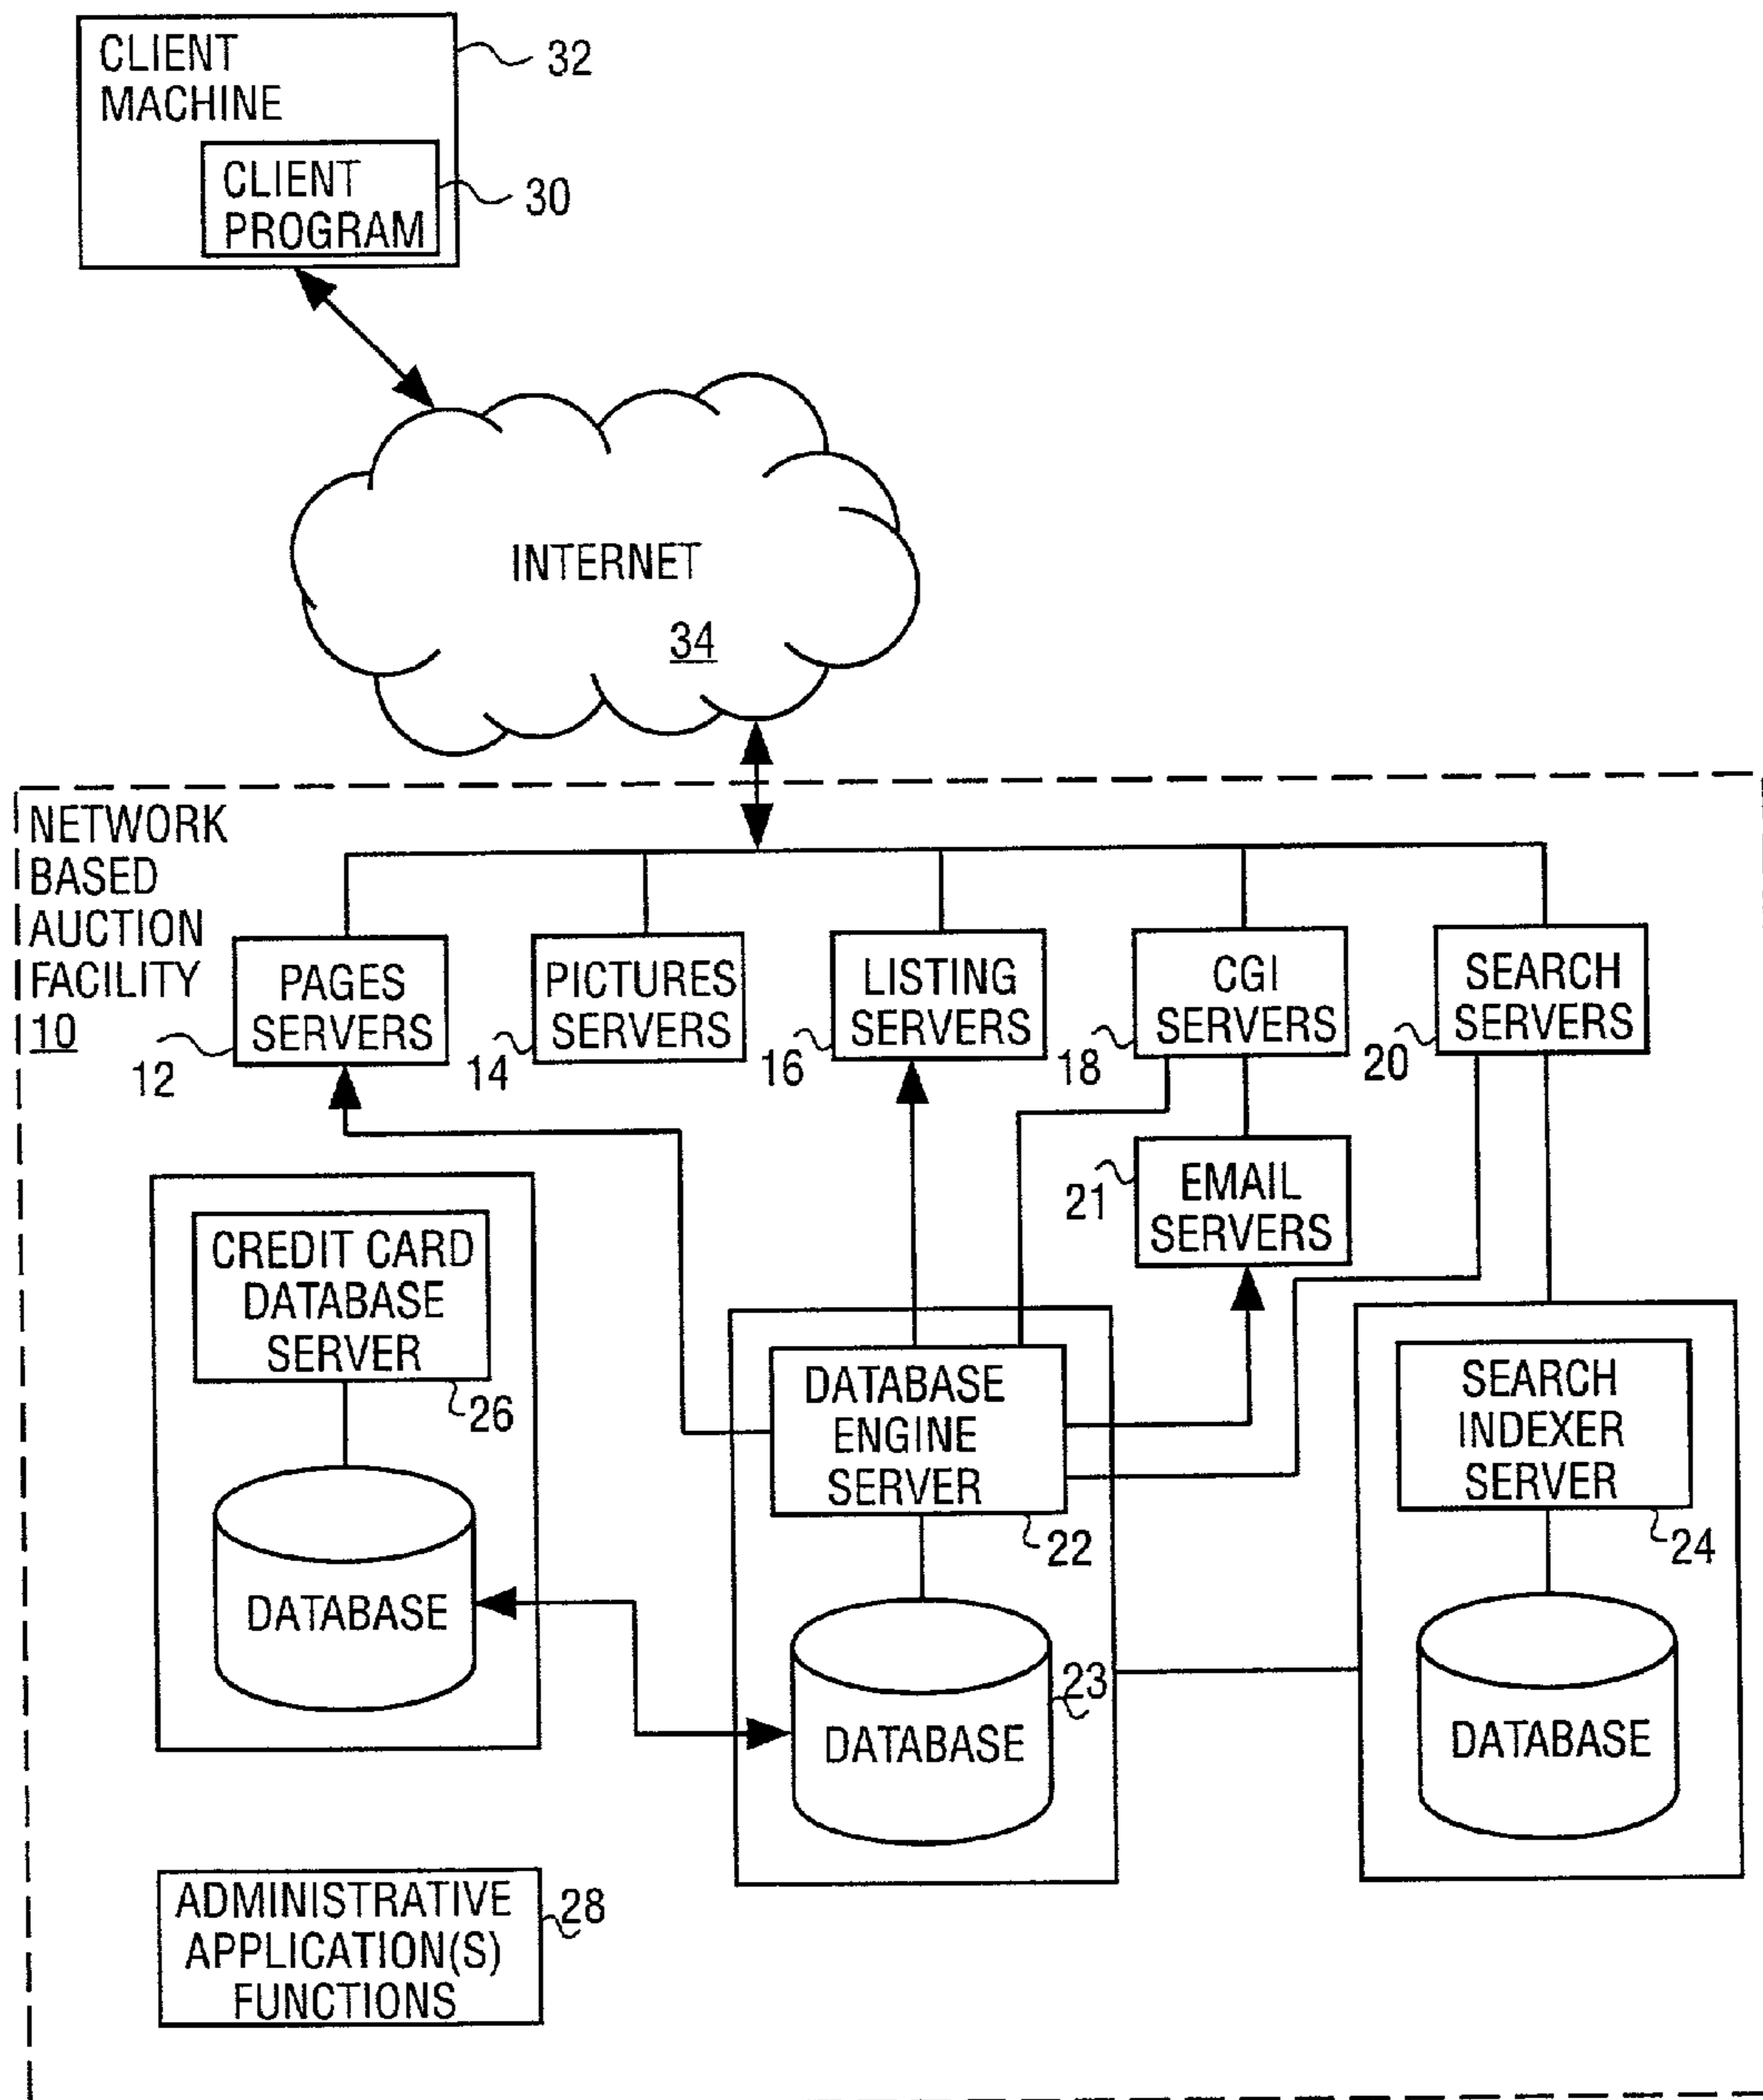 CLIENT
MACHINE
32
CLIENT
PROGRAM
30
INTERNET
34
NETWORK
BASED
AUCTION
FACILITY
10
PAGES
SERVERS
12
PICTURES
SERVERS
14
LISTING
SERVERS
16
CGI
SERVERS
18
SEARCH
SERVERS
20
EMAIL
SERVERS
21
CREDIT CARD
DATABASE
SERVER
26
DATABASE
DATABASE
ENGINE
SERVER
22
DATABASE
23
SEARCH
INDEXER
SERVER
24
DATABASE
ADMINISTRATIVE
APPLICATION(S)
FUNCTIONS
28